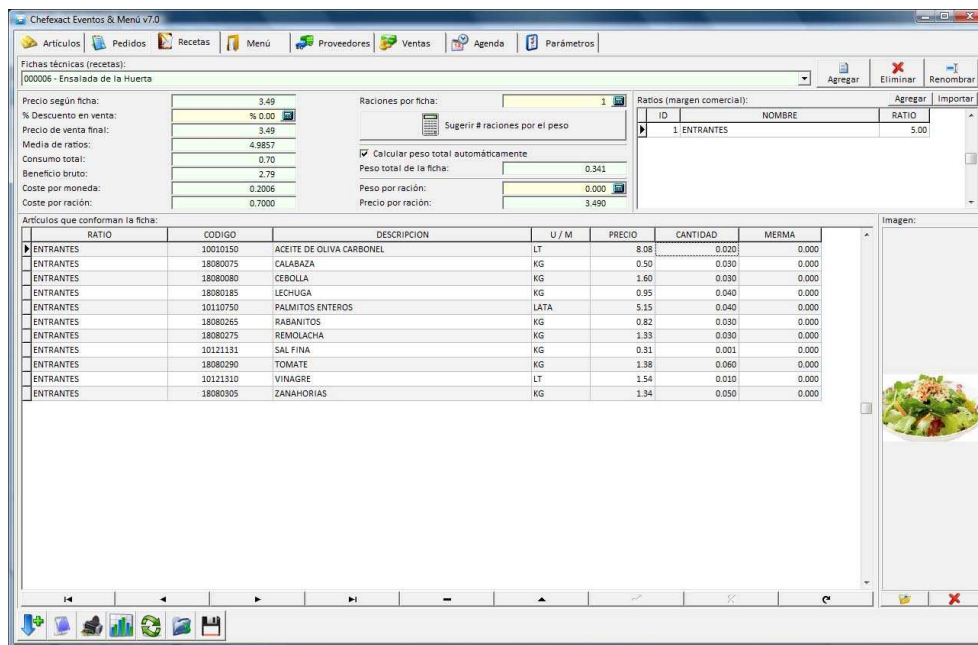 Chefexact Eventos & Menú v7.0
Artículos Pedidos Recetas Menú Proveedores Ventas Agenda Parámetros
Fichas técnicas (recetas):
000006 - Ensalada de la Huerta
Agregar Eliminar Renombrar
Precio según ficha: 3.49 Raciones por ficha: 1 Ratios (margen comercial): Agregar Importar
% Descuento en venta: % 0.00 ID NOMBRE RATIO
Precio de venta final: 3.49 Sugerir # raciones por el peso 1 ENTRANTES 5.00
Media de ratios: 4.9857
Consumo total: 0.70 Calcular peso total automáticamente
Beneficio bruto: 2.79 Peso total de la ficha: 0.341
Coste por moneda: 0.2006 Peso por ración: 0.000
Coste por ración: 0.7000 Precio por ración: 3.490
Artículos que conforman la ficha: Imagen:
RATIO CODIGO DESCRIPCION U / M PRECIO CANTIDAD MERMA
ENTRANTES 10010150 ACEITE DE OLIVA CARBONEL LT 8.08 0.020 0.000
ENTRANTES 18080075 CALABAZA KG 0.50 0.030 0.000
ENTRANTES 18080080 CEBOLLA KG 1.60 0.030 0.000
ENTRANTES 18080185 LECHUGA KG 0.95 0.040 0.000
ENTRANTES 10110750 PALMITOS ENTEROS LATA 5.15 0.040 0.000
ENTRANTES 18080265 RABANITOS KG 0.82 0.030 0.000
ENTRANTES 18080275 REMOLACHA KG 1.33 0.030 0.000
ENTRANTES 10121131 SAL FINA KG 0.31 0.001 0.000
ENTRANTES 18080290 TOMATE KG 1.38 0.060 0.000
ENTRANTES 10121310 VINAGRE LT 1.54 0.010 0.000
ENTRANTES 18080305 ZANAHORIAS KG 1.34 0.050 0.000